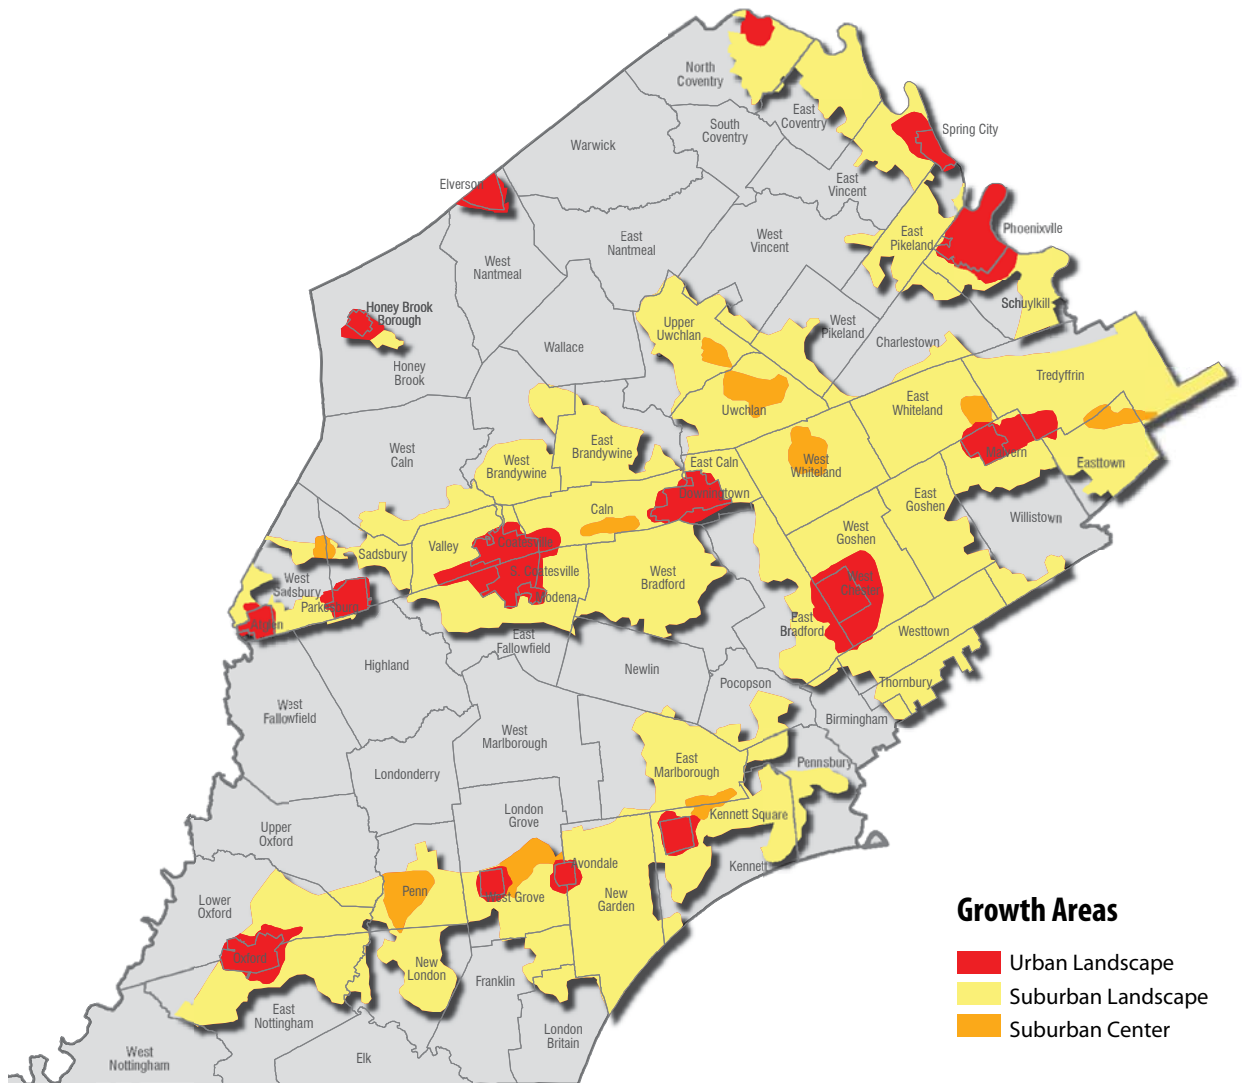 North
Coventry
East
Coventry
South
Coventry
Spring City
Warwick
Elverson
East
Vincent
Phoenixville
East
Pikeland
East
Nantmeal
West
Vincent
West
Nantmeal
Schuylkill
Honey Brook
Borough
Upper
Uwchlan
West
Pikeland
Charlestown
Wallace
Honey
Brook
Tredyffrin
East
Whiteland
Uwchlan
West
Caln
East
Brandywine
West
Brandywine
East Caln
West
Whiteland
Malvern
Easttown
Downingtown
East
Goshen
Caln
Willistown
West
Goshen
Valley
Coatesville
Sadsbury
West
Sadsbury
S. Coatesville
West
Bradford
West
Chester
Parkesburg
Modena
Atglen
East
Bradford
Westtown
East
Fallowfield
Highland
Newlin
Pocopson
Thornbury
West
Fallowfield
Birmingham
West
Marlborough
East
Marlborough
Pennsbury
Londonderry
London
Grove
Kennett Square
Upper
Oxford
Avondale
Kennett
Penn
West Grove
New
Garden
Lower
Oxford
Oxford
New
London
Franklin
East
Nottingham
London
Britain
West
Nottingham
Elk
Growth Areas
Urban Landscape
Suburban Landscape
Suburban Center